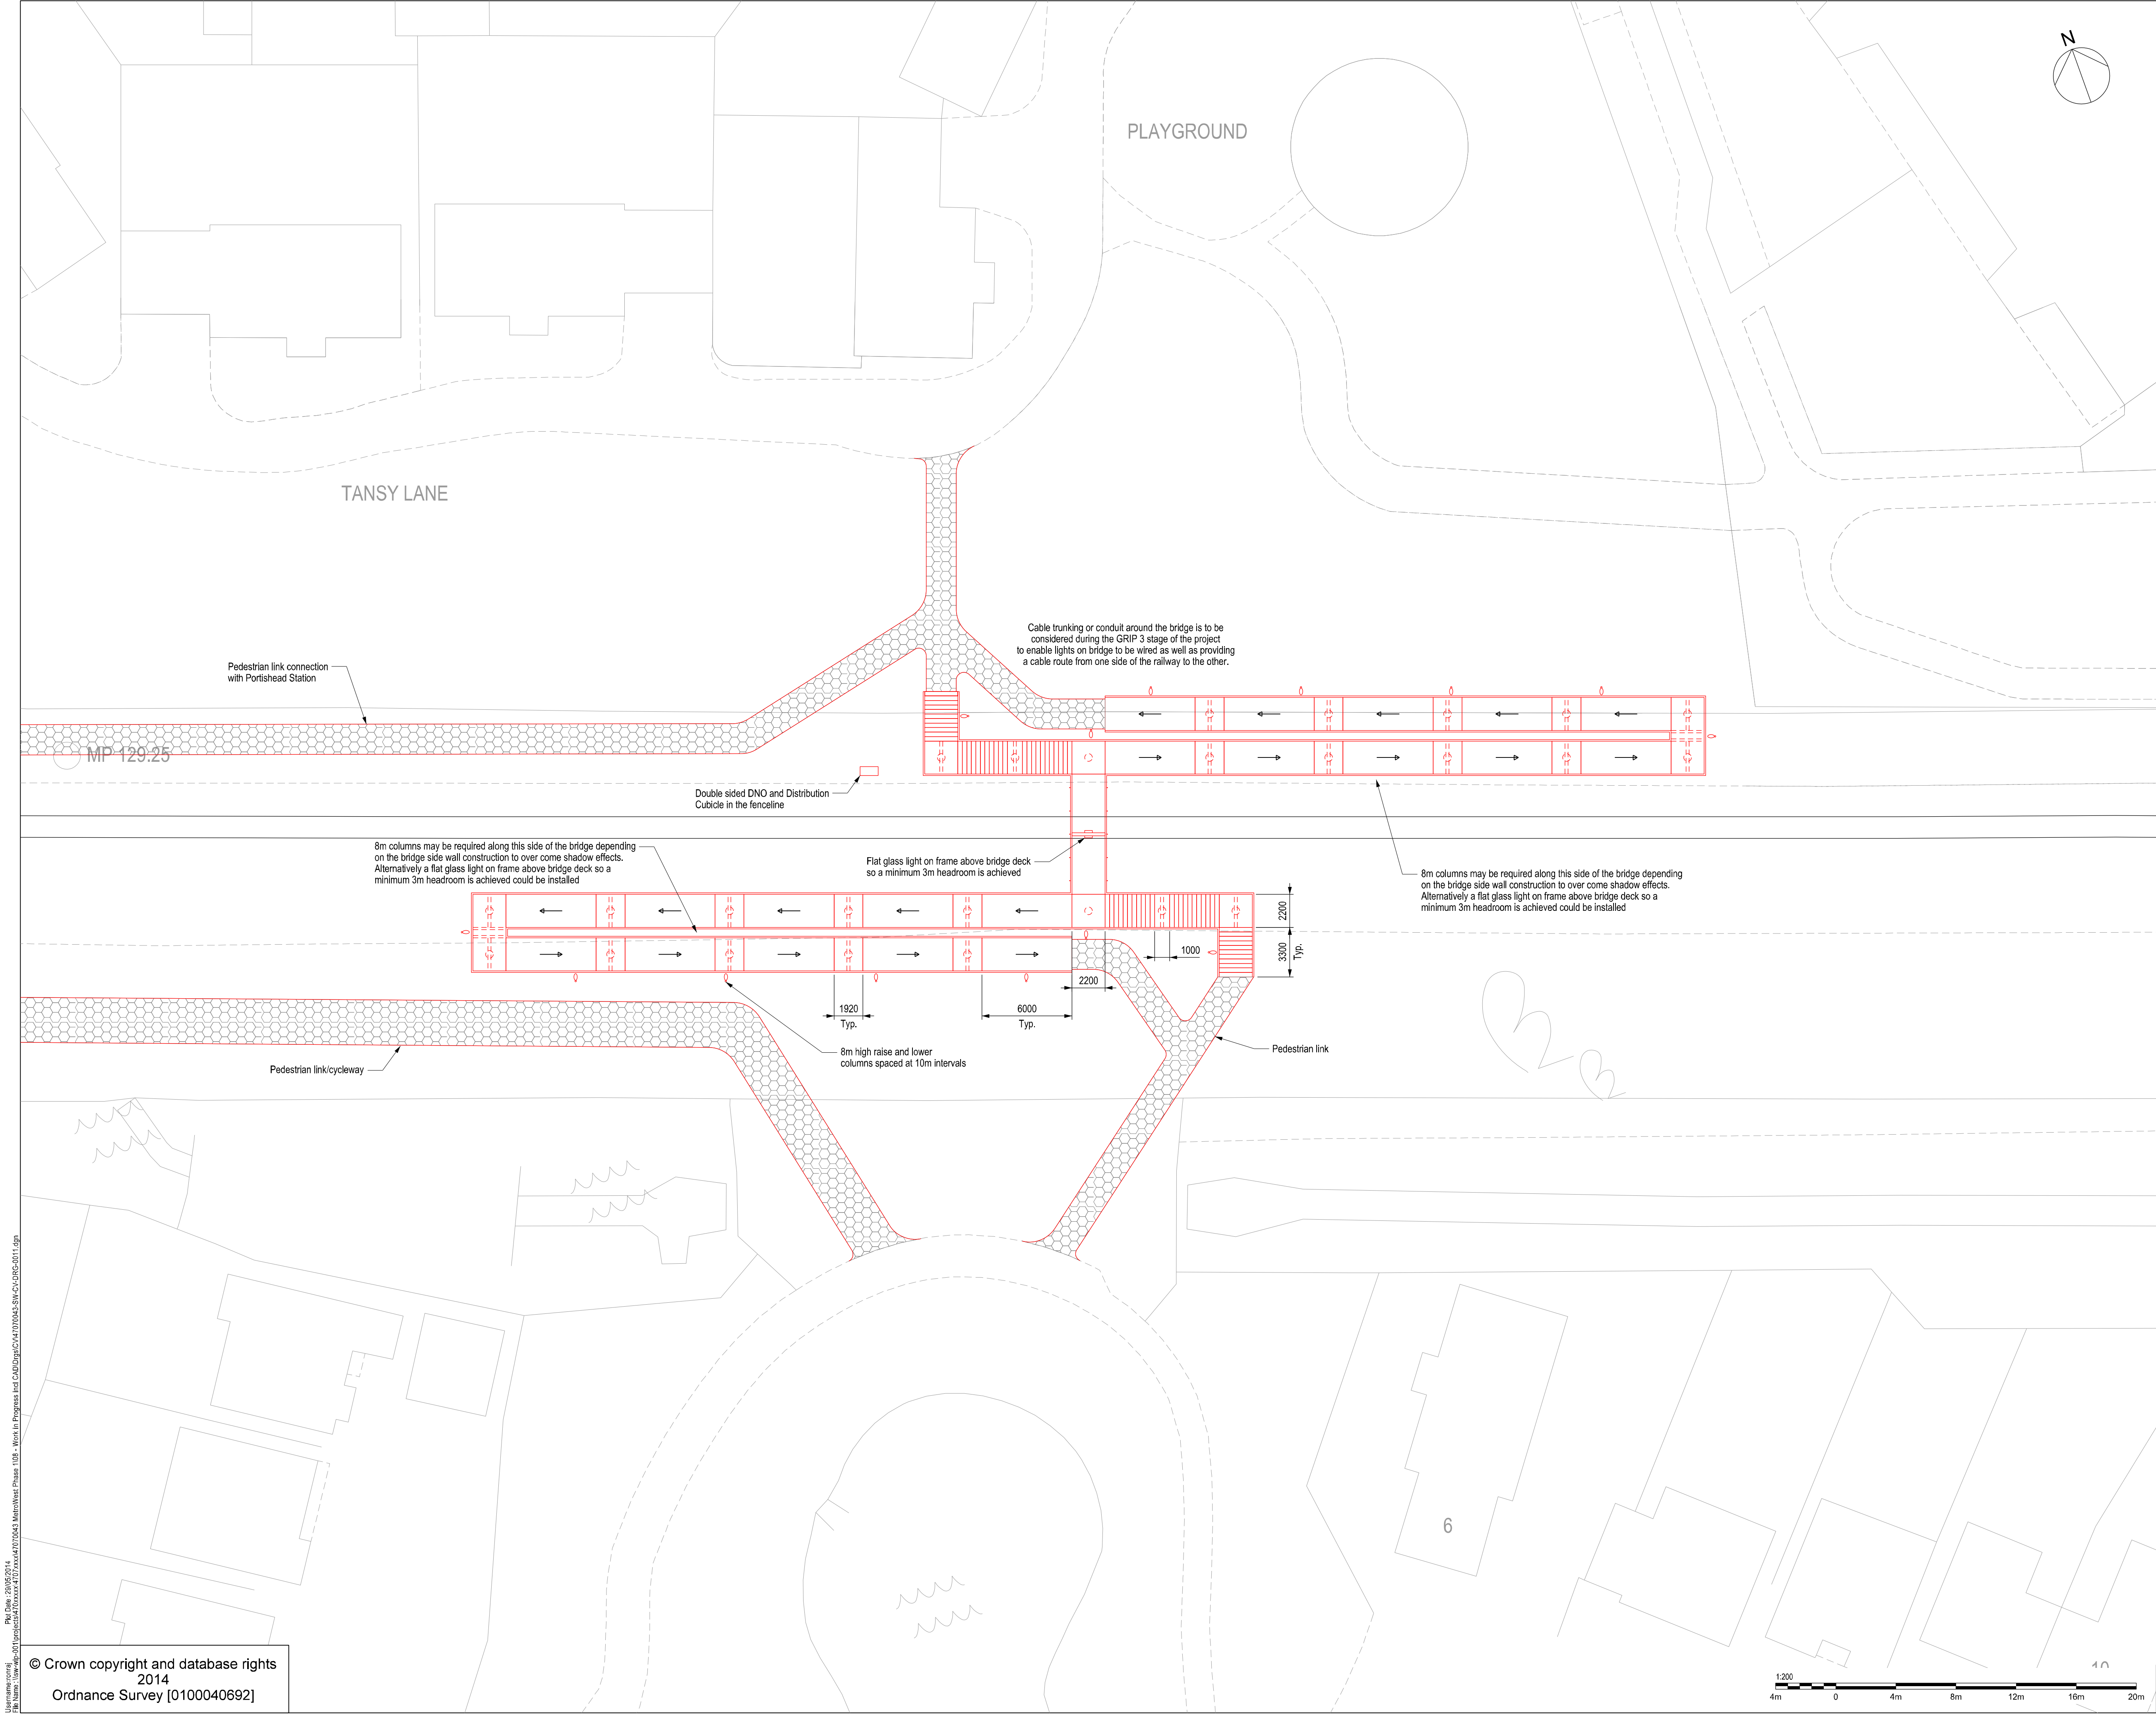 N
PLAYGROUND
TANSY LANE
Cable trunking or conduit around the bridge is to be
considered during the GRIP 3 stage of the project
to enable lights on bridge to be wired as well as providing
a cable route from one side of the railway to the other.
Pedestrian link connection
with Portishead Station
MP 129.25
Double sided DNO and Distribution
Cubicle in the fenceline
8m columns may be required along this side of the bridge depending
on the bridge side wall construction to over come shadow effects.
Alternatively a flat glass light on frame above bridge deck so a
minimum 3m headroom is achieved could be installed
Flat glass light on frame above bridge deck
so a minimum 3m headroom is achieved
8m columns may be required along this side of the bridge depending
on the bridge side wall construction to over come shadow effects.
Alternatively a flat glass light on frame above bridge deck so a
minimum 3m headroom is achieved could be installed
2200
3300
Typ.
1000
2200
1920
Typ.
6000
Typ.
8m high raise and lower
columns spaced at 10m intervals
Pedestrian link
Pedestrian link/cycleway
6
© Crown copyright and database rights
2014
Ordnance Survey [0100040692]
1:200
4m 0 4m 8m 12m 16m 20m
Plot Date : 29/05/2014